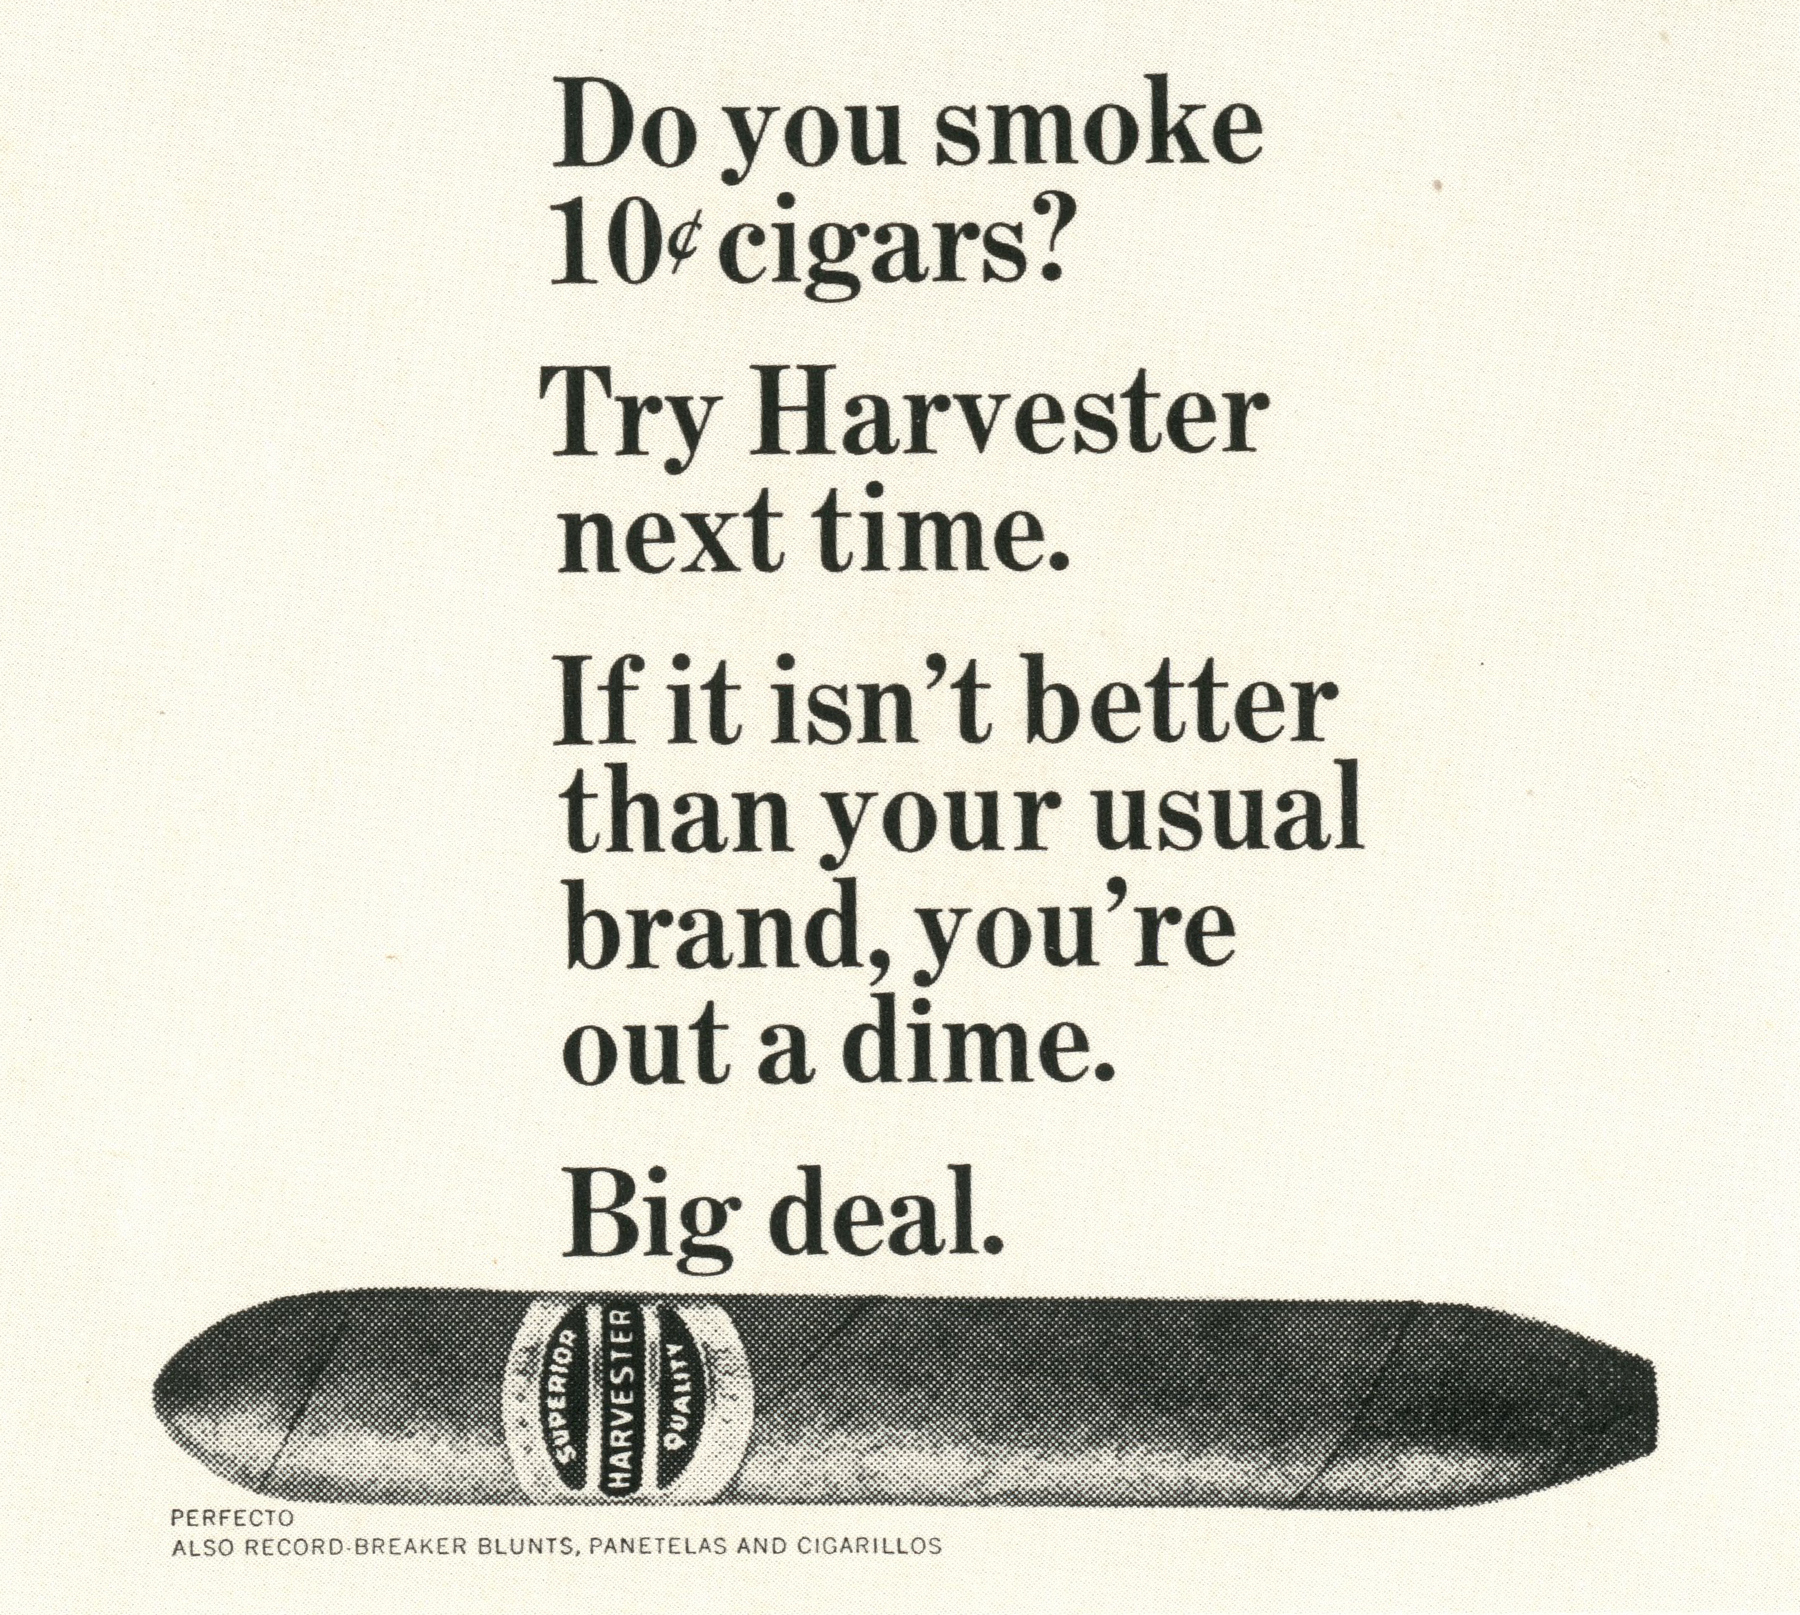 Do you smoke
10¢ cigars?
Try Harvester
next time.
If it isn’t better
than your usual
brand, you’re
out a dime.
Big deal.
SUPERIOR
HARVESTER
QUALITY
PERFECTO
ALSO RECORD-BREAKER BLUNTS, PANETELAS AND CIGARILLOS